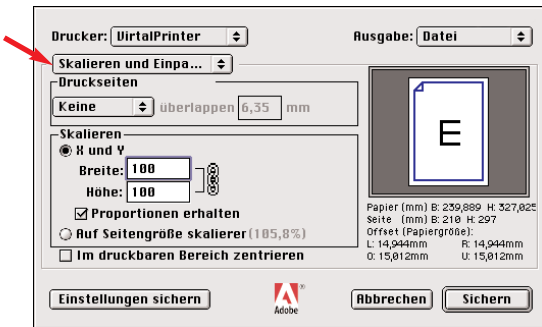 Drucker: VirtalPrinter Ausgabe: Datei
Skalieren und Einpa...
Druckseiten
Keine überlappen 6,35 mm
Skalieren
X und Y
Breite: 100
Höhe: 100
Proportionen erhalten
Auf Seitengröße skalierer (105,8%)
Im druckbaren Bereich zentrieren
E
Papier (mm) B: 239,889 H: 327,025
Seite (mm) B: 210 H: 297
Offset (Papiergröße):
L: 14,944mm R: 14,944mm
O: 15,012mm U: 15,012mm
Einstellungen sichern Adobe Abbrechen Sichern